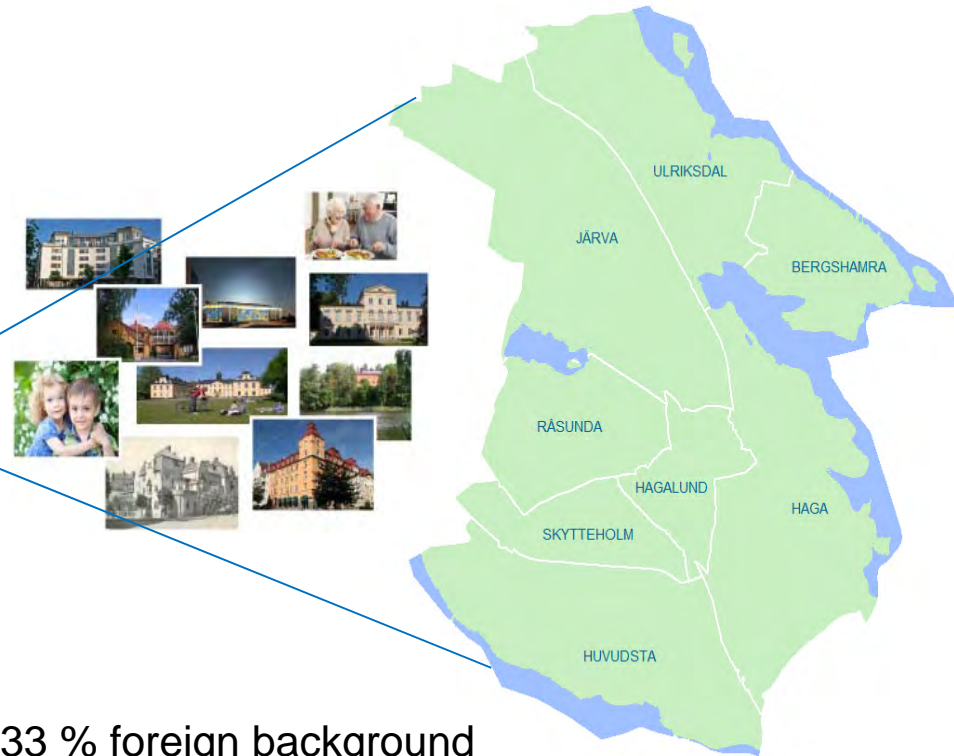 ULRIKSDAL
JÄRVA
BERGSHAMRA
RÅSUNDA
HAGALUND
HAGA
SKYTTEHOLM
HUVUDSTA
33 % foreign background